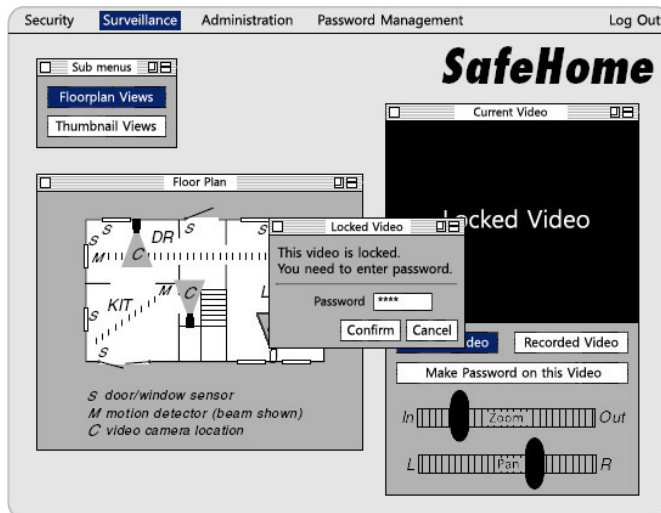 Security Surveillance Administration Password Management Log Out
SafeHome
Sub menus
Floorplan Views
Thumbnail Views
Current Video
Locked Video
Floor Plan
S
S
DR
S
S
M
C
M
C
L
KIT
S
S
S
S door/window sensor
M motion detector (beam shown)
C video camera location
Locked Video
This video is locked.
You need to enter password.
Password ****
Confirm Cancel
Recorded Video
Make Password on this Video
In Zoom Out
L Pan R